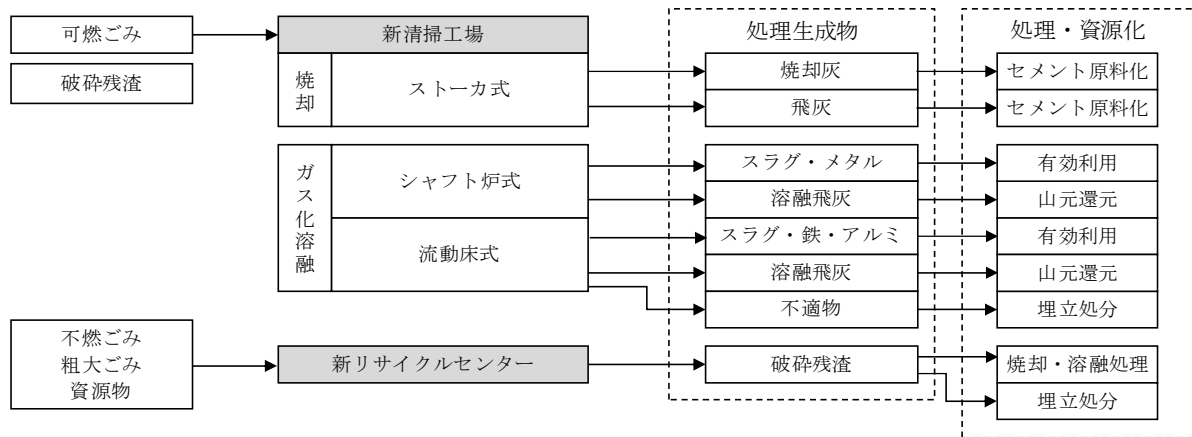 処理生成物
処理・資源化
可燃ごみ
新清掃工場
破砕残渣
焼却
ストーカ式
焼却灰
セメント原料化
飛灰
セメント原料化
ガス化溶融
シャフト炉式
スラグ・メタル
有効利用
溶融飛灰
山元還元
流動床式
スラグ・鉄・アルミ
有効利用
溶融飛灰
山元還元
不適物
埋立処分
不燃ごみ
粗大ごみ
資源物
新リサイクルセンター
破砕残渣
焼却・溶融処理
埋立処分